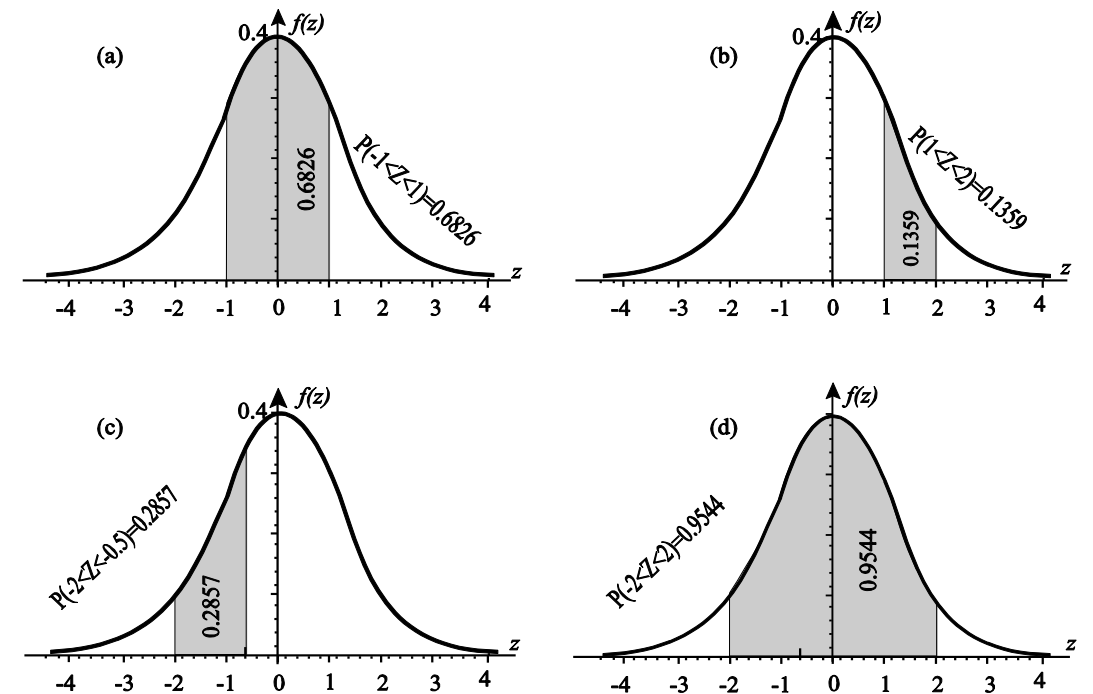 (a)
0.4
f(z)
P(-1<Z<1)=0.6826
0.6826
z
-4 -3 -2 -1 0 1 2 3 4
(b)
0.4
f(z)
P(1<Z<2)=0.1359
0.1359
z
-4 -3 -2 -1 0 1 2 3 4
(c)
0.4
f(z)
P(-2<Z<-0.5)=0.2857
0.2857
z
-4 -3 -2 -1 0 1 2 3 4
(d)
f(z)
P(-2<Z<2)=0.9544
0.9544
z
-4 -3 -2 -1 0 1 2 3 4